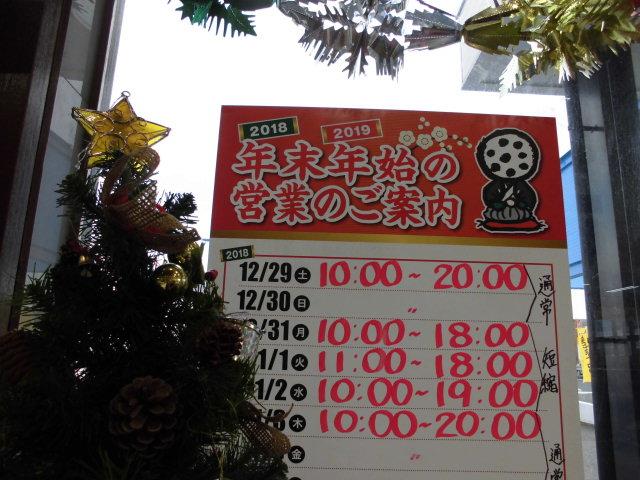 2018 2019
年末年始の
営業のご案内
2018
12/29 土 10:00~20:00
12/30 日 〃
/31 月 10:00~18:00
1/1 火 11:00~18:00
1/2 水 10:00~19:00
木 10:00~20:00
金 〃
通常
短縮
通常